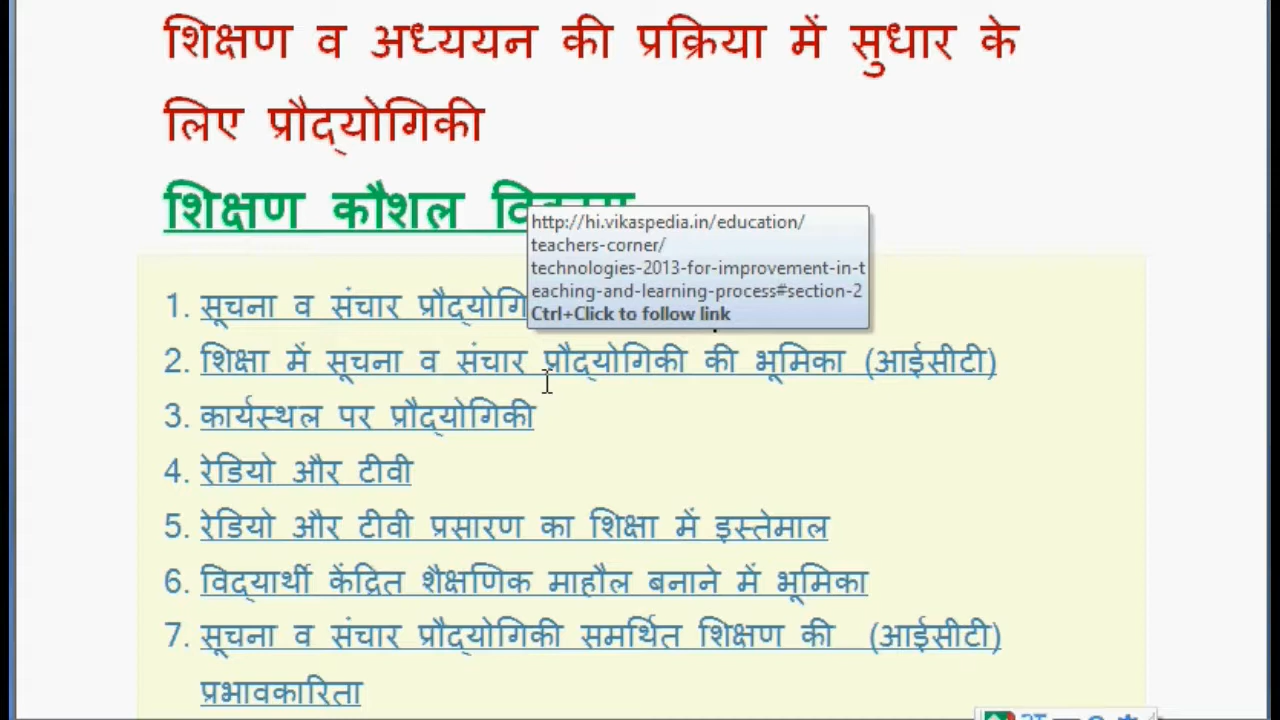 शिक्षण व अध्ययन की प्रक्रिया में सुधार के
लिए प्रौद्योगिकी
शिक्षण कौशल
http://hi.vikaspedia.in/education/
teachers-corner/
technologies-2013-for-improvement-in-t
eaching-and-learning-process#section-2
Ctrl+Click to follow link
1. सूचना व संचार
2. शिक्षा में सूचना व संचार प्रौद्योगिकी की भूमिका (आईसीटी)
3. कार्यस्थल पर प्रौद्योगिकी
4. रेडियो और टीवी
5. रेडियो और टीवी प्रसारण का शिक्षा में इस्तेमाल
6. विद्यार्थी केंद्रित शैक्षणिक माहौल बनाने में भूमिका
7. सूचना व संचार प्रौद्योगिकी समर्थित शिक्षण की (आईसीटी)
प्रभावकारिता